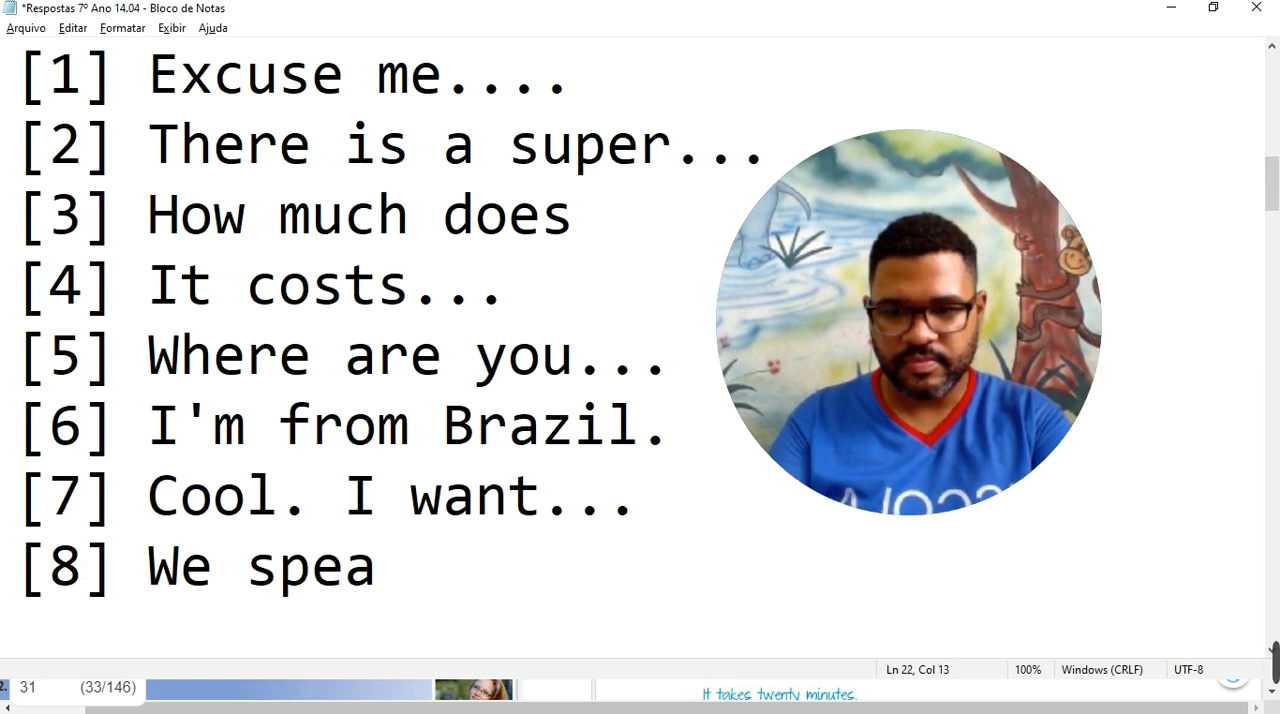 *Respostas 7º Ano 14.04 - Bloco de Notas
Arquivo Editar Formatar Exibir Ajuda
[1] Excuse me....
[2] There is a super...
[3] How much does
[4] It costs...
[5] Where are you...
[6] I'm from Brazil.
[7] Cool. I want...
[8] We spea
Ln 22, Col 13 100% Windows (CRLF) UTF-8
2. 31 (33/146)
It takes twenty minutes.